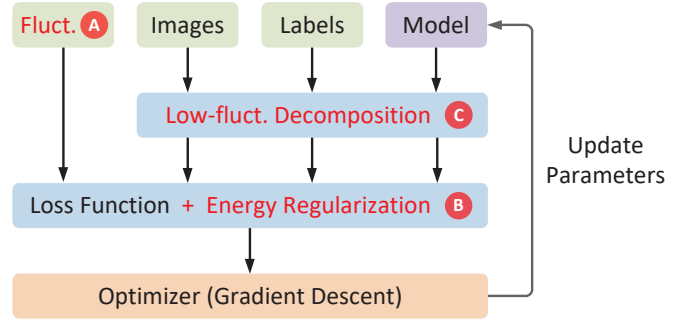 Fluct. A Images Labels Model
Low-fluct. Decomposition C
Update
Parameters
Loss Function + Energy Regularization B
Optimizer (Gradient Descent)